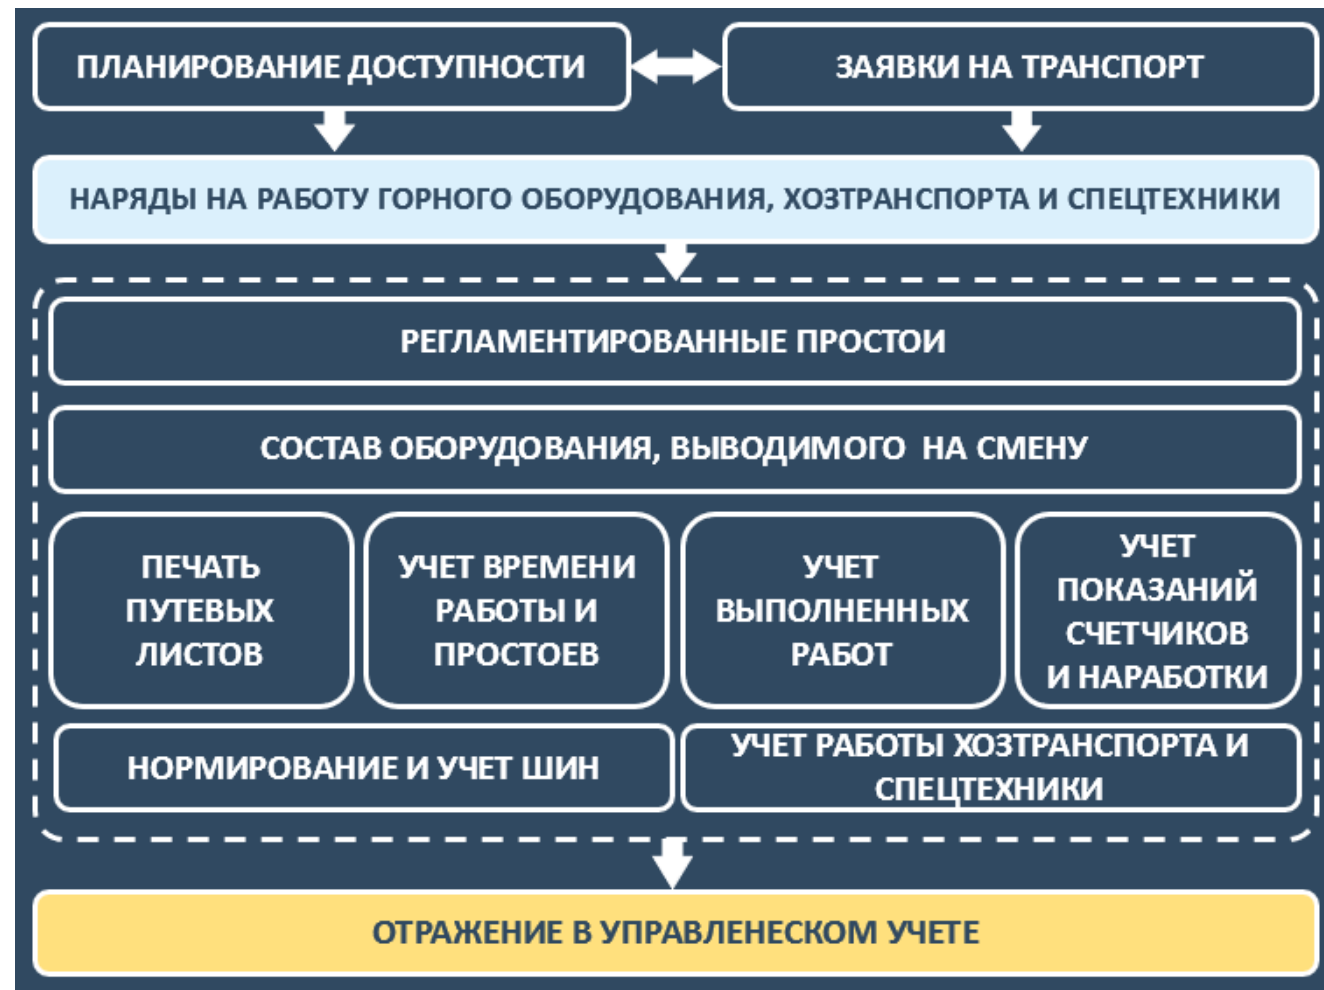 ПЛАНИРОВАНИЕ ДОСТУПНОСТИ
ЗАЯВКИ НА ТРАНСПОРТ
НАРЯДЫ НА РАБОТУ ГОРНОГО ОБОРУДОВАНИЯ, ХОЗТРАНСПОРТА И СПЕЦТЕХНИКИ
РЕГЛАМЕНТИРОВАННЫЕ ПРОСТОИ
СОСТАВ ОБОРУДОВАНИЯ, ВЫВОДИМОГО НА СМЕНУ
ПЕЧАТЬ
ПУТЕВЫХ
ЛИСТОВ
УЧЕТ ВРЕМЕНИ
РАБОТЫ И
ПРОСТОЕВ
УЧЕТ
ВЫПОЛНЕННЫХ
РАБОТ
УЧЕТ
ПОКАЗАНИЙ
СЧЕТЧИКОВ
И НАРАБОТКИ
НОРМИРОВАНИЕ И УЧЕТ ШИН
УЧЕТ РАБОТЫ ХОЗТРАНСПОРТА И
СПЕЦТЕХНИКИ
ОТРАЖЕНИЕ В УПРАВЛЕНЕСКОМ УЧЕТЕ